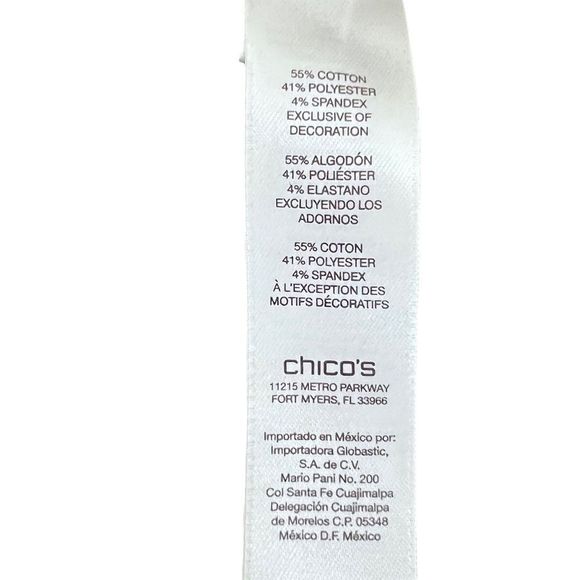 55% COTTON
41% POLYESTER
4% SPANDEX
EXCLUSIVE OF
DECORATION
55% ALGODÓN
41% POLIÉSTER
4% ELASTANO
EXCLUYENDO LOS
ADORNOS
55% COTON
41% POLYESTER
4% SPANDEX
À L'EXCEPTION DES
MOTIFS DÉCORATIFS
chico's
11215 METRO PARKWAY
FORT MYERS, FL 33966
Importado en México por:
Importadora Globastic,
S.A. de C.V.
Mario Pani No. 200
Col Santa Fe Cuajimalpa
Delegación Cuajimalpa
de Morelos C.P. 05348
México D.F. México